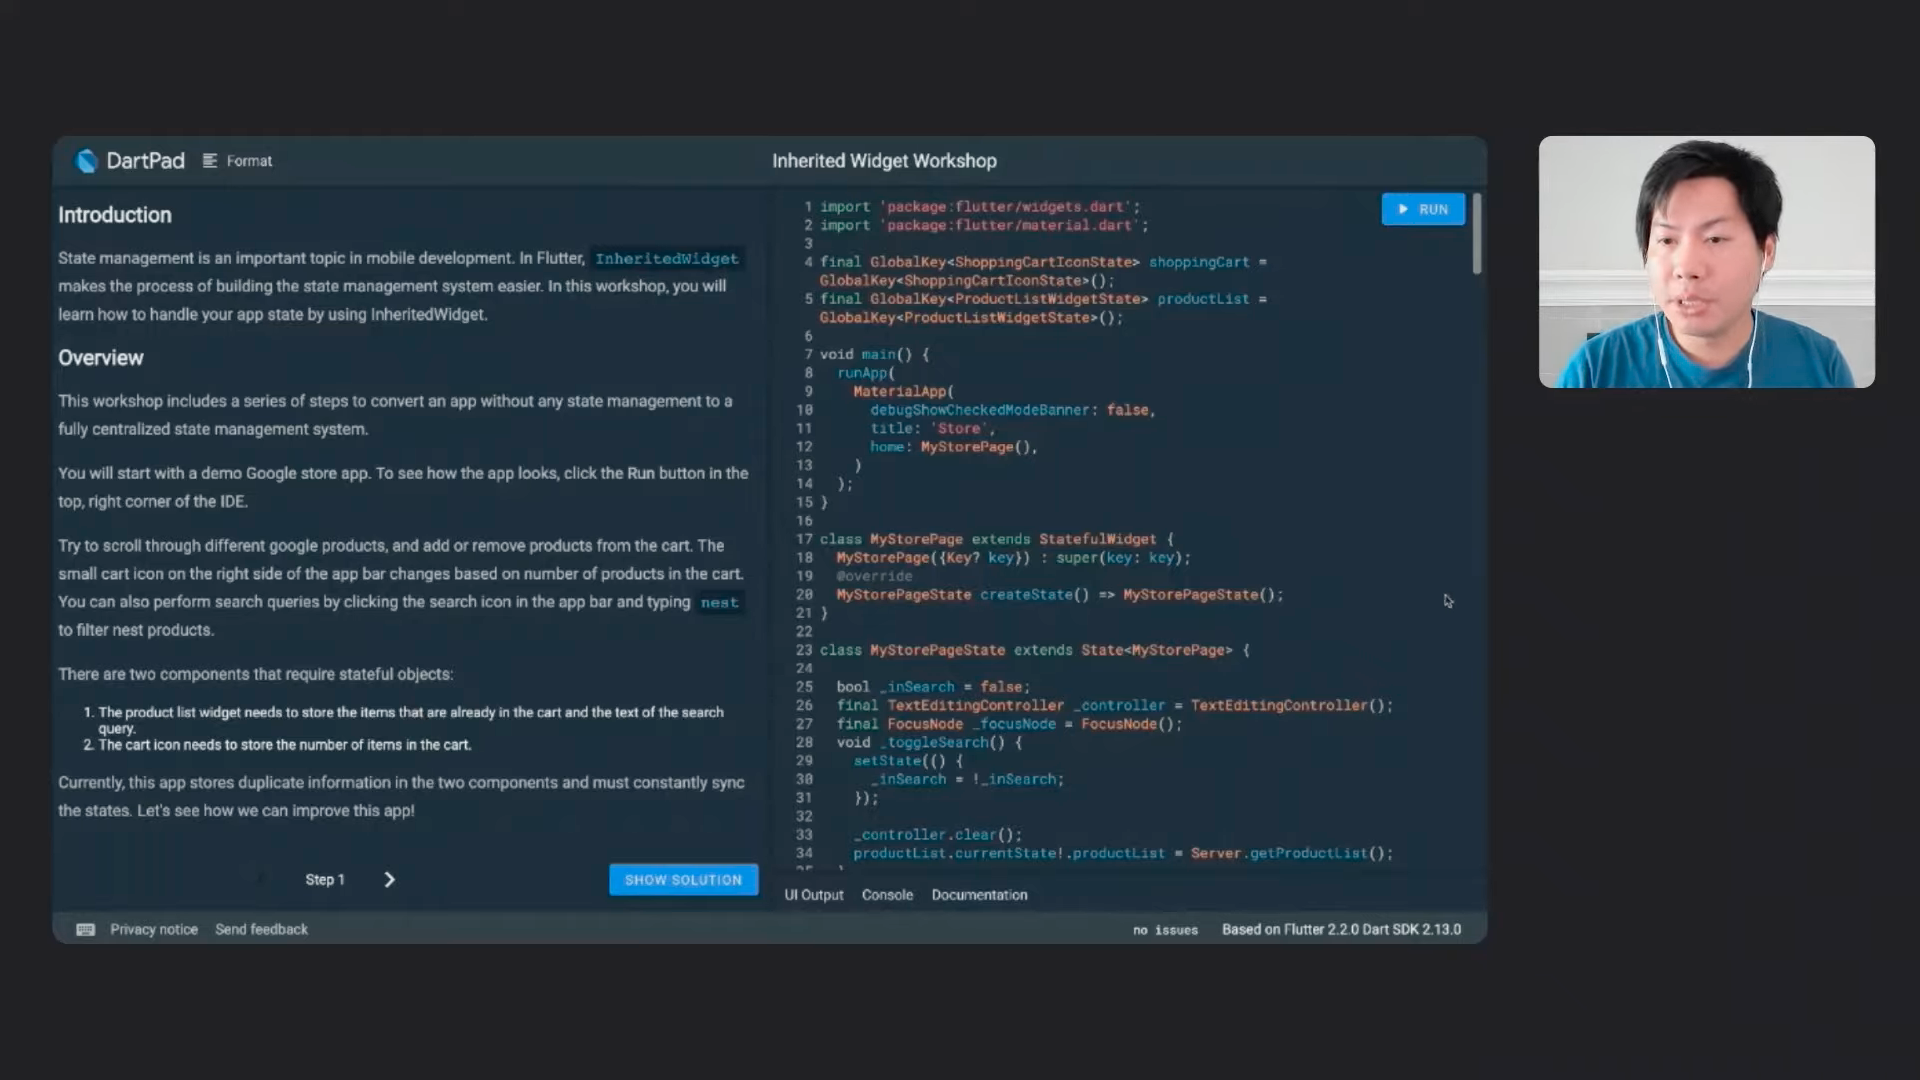 DartPad
Format
Inherited Widget Workshop
Introduction
State management is an important topic in mobile development. In Flutter, InheritedWidget
makes the process of building the state management system easier. In this workshop, you will
learn how to handle your app state by using InheritedWidget.
Overview
This workshop includes a series of steps to convert an app without any state management to a
fully centralized state management system.
You will start with a demo Google store app. To see how the app looks, click the Run button in the
top, right corner of the IDE.
Try to scroll through different google products, and add or remove products from the cart. The
small cart icon on the right side of the app bar changes based on number of products in the cart.
You can also perform search queries by clicking the search icon in the app bar and typing nest
to filter nest products.
There are two components that require stateful objects:
1. The product list widget needs to store the items that are already in the cart and the text of the search
query.
2. The cart icon needs to store the number of items in the cart.
Currently, this app stores duplicate information in the two components and must constantly sync
the states. Let's see how we can improve this app!
Step 1
SHOW SOLUTION
RUN
1 import 'package:flutter/widgets.dart';
2 import 'package:flutter/material.dart';
3
4 final GlobalKey<ShoppingCartIconState> shoppingCart =
GlobalKey<ShoppingCartIconState>();
5 final GlobalKey<ProductListWidgetState> productList =
GlobalKey<ProductListWidgetState>();
6
7 void main() {
8 runApp(
9 MaterialApp(
10 debugShowCheckedModeBanner: false,
11 title: 'Store',
12 home: MyStorePage(),
13 )
14 );
15 }
16
17 class MyStorePage extends StatefulWidget {
18 MyStorePage({Key? key}) : super(key: key);
19 @override
20 MyStorePageState createState() => MyStorePageState();
21 }
22
23 class MyStorePageState extends State<MyStorePage> {
24
25 bool _inSearch = false;
26 final TextEditingController _controller = TextEditingController();
27 final FocusNode _focusNode = FocusNode();
28 void _toggleSearch() {
29 setState(() {
30 _inSearch = !_inSearch;
31 });
32
33 _controller.clear();
34 productList.currentState!.productList = Server.getProductList();
UI Output
Console
Documentation
Privacy notice
Send feedback
no issues
Based on Flutter 2.2.0 Dart SDK 2.13.0